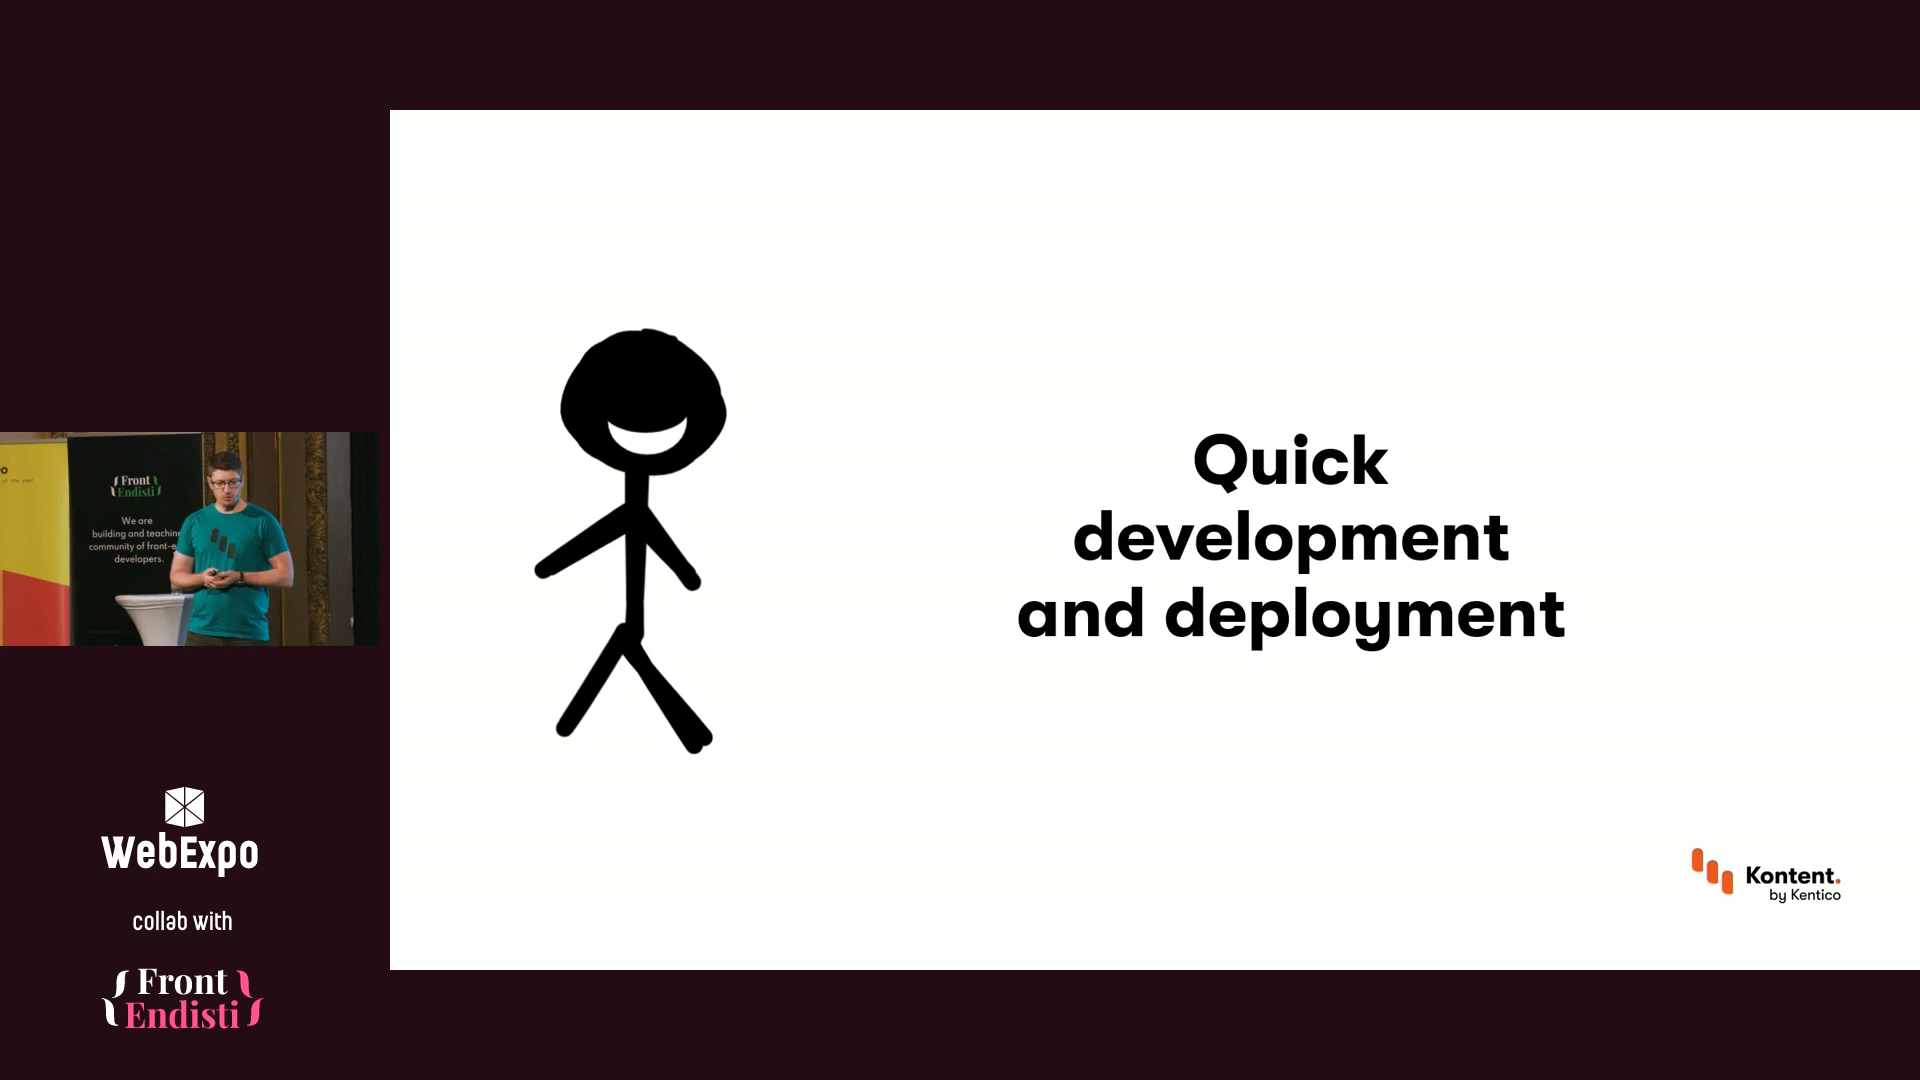 Quick
development
and deployment
Kontent.
by Kentico
Front
Endisti
We are
building and teaching
community of front-e
developers.
WebExpo
collab with
Front
Endisti